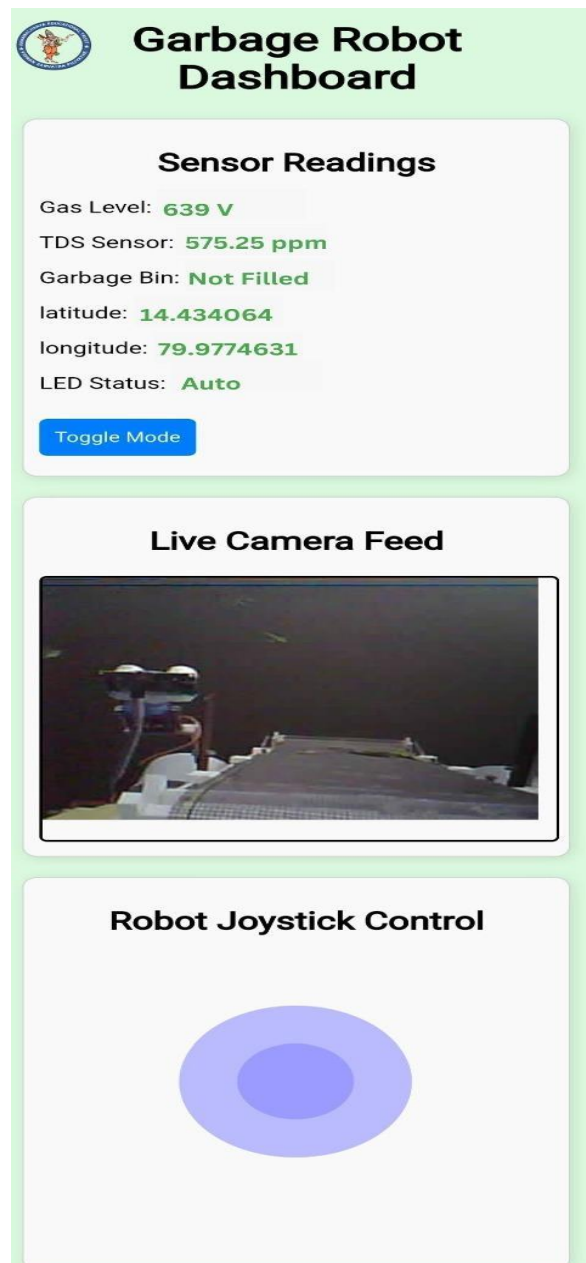 Garbage Robot
Dashboard
Sensor Readings
Gas Level: 639 V
TDS Sensor: 575.25 ppm
Garbage Bin: Not Filled
latitude: 14.434064
longitude: 79.9774631
LED Status: Auto
Toggle Mode
Live Camera Feed
Robot Joystick Control